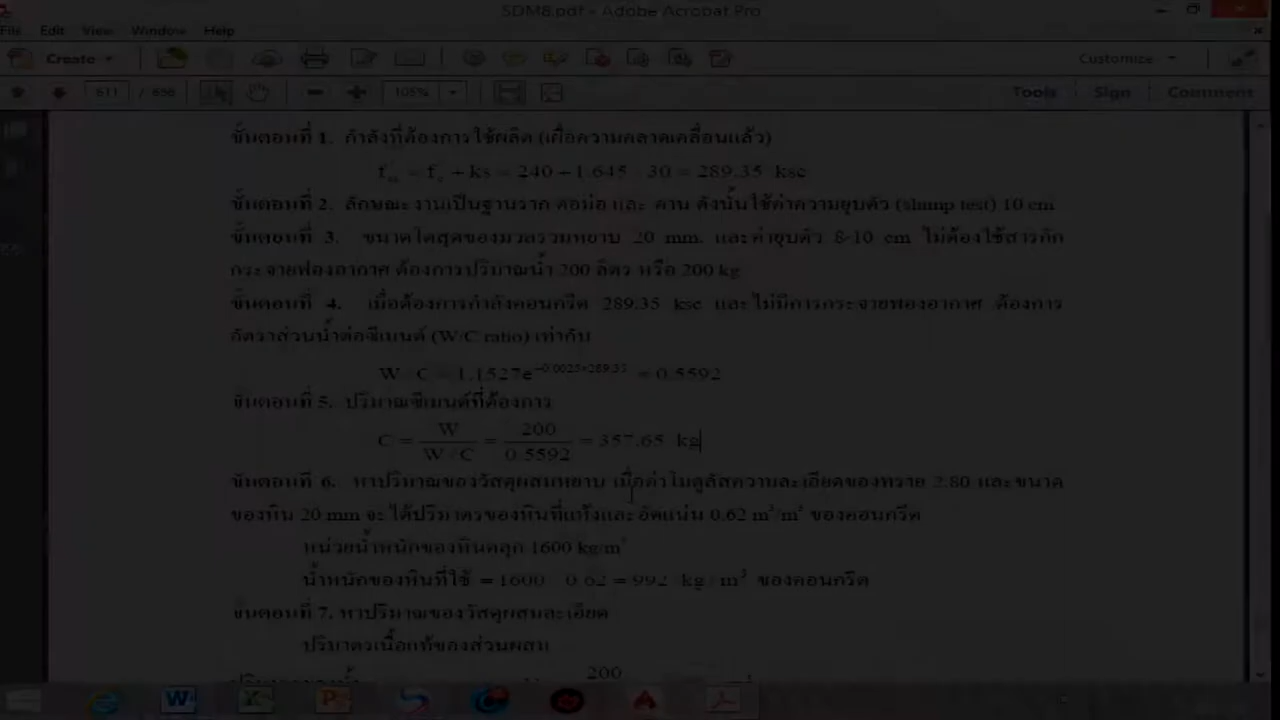 SDM8.pdf - Adobe Acrobat Pro
File Edit View Window Help
Create Customize
611 / 656 105% Tools Sign Comment
ขั้นตอนที่ 1. กำลังที่ต้องการใช้ผลิต (เผื่อความคลาดเคลื่อนแล้ว)
+ ks = 240 + 1.645 · 30 = 289.35 ksc
ขั้นตอนที่ 2. ลักษณะงานเป็นฐานราก ตอม่อ และ คาน ดังนั้นใช้ค่าความยุบตัว (slump test) 10 cm
ขั้นตอนที่ 3. ขนาดโตสุดของมวลรวมหยาบ 20 mm. และค่ายุบตัว 8-10 cm ไม่ต้องใช้สารกัก
กระจายฟองอากาศ ต้องการปริมาณน้ำ 200 ลิตร หรือ 200 kg
ขั้นตอนที่ 4. เมื่อต้องการกำลังคอนกรีต 289.35 ksc และไม่มีการกระจายฟองอากาศ ต้องการ
อัตราส่วนน้ำต่อซีเมนต์ (W/C ratio) เท่ากับ
W / C = 1.1527e^-0.0025×289.35 = 0.5592
ขั้นตอนที่ 5. ปริมาณซีเมนต์ที่ต้องการ
C = W / W / C = 200 / 0.5592 = 357.65 kg
ขั้นตอนที่ 6. หาปริมาณของวัสดุผสมหยาบ เมื่อค่าโมดูลัสความละเอียดของทราย 2.80 และขนาด
ของหิน 20 mm จะได้ปริมาตรของหินที่แห้งและอัดแน่น 0.62 m³/m³ ของคอนกรีต
หน่วยน้ำหนักของหินคลุก 1600 kg/m³
น้ำหนักของหินที่ใช้ = 1600 · 0.62 = 992 kg / m³ ของคอนกรีต
ขั้นตอนที่ 7. หาปริมาณของวัสดุผสมละเอียด
ปริมาตรเนื้อแท้ของส่วนผสม
200